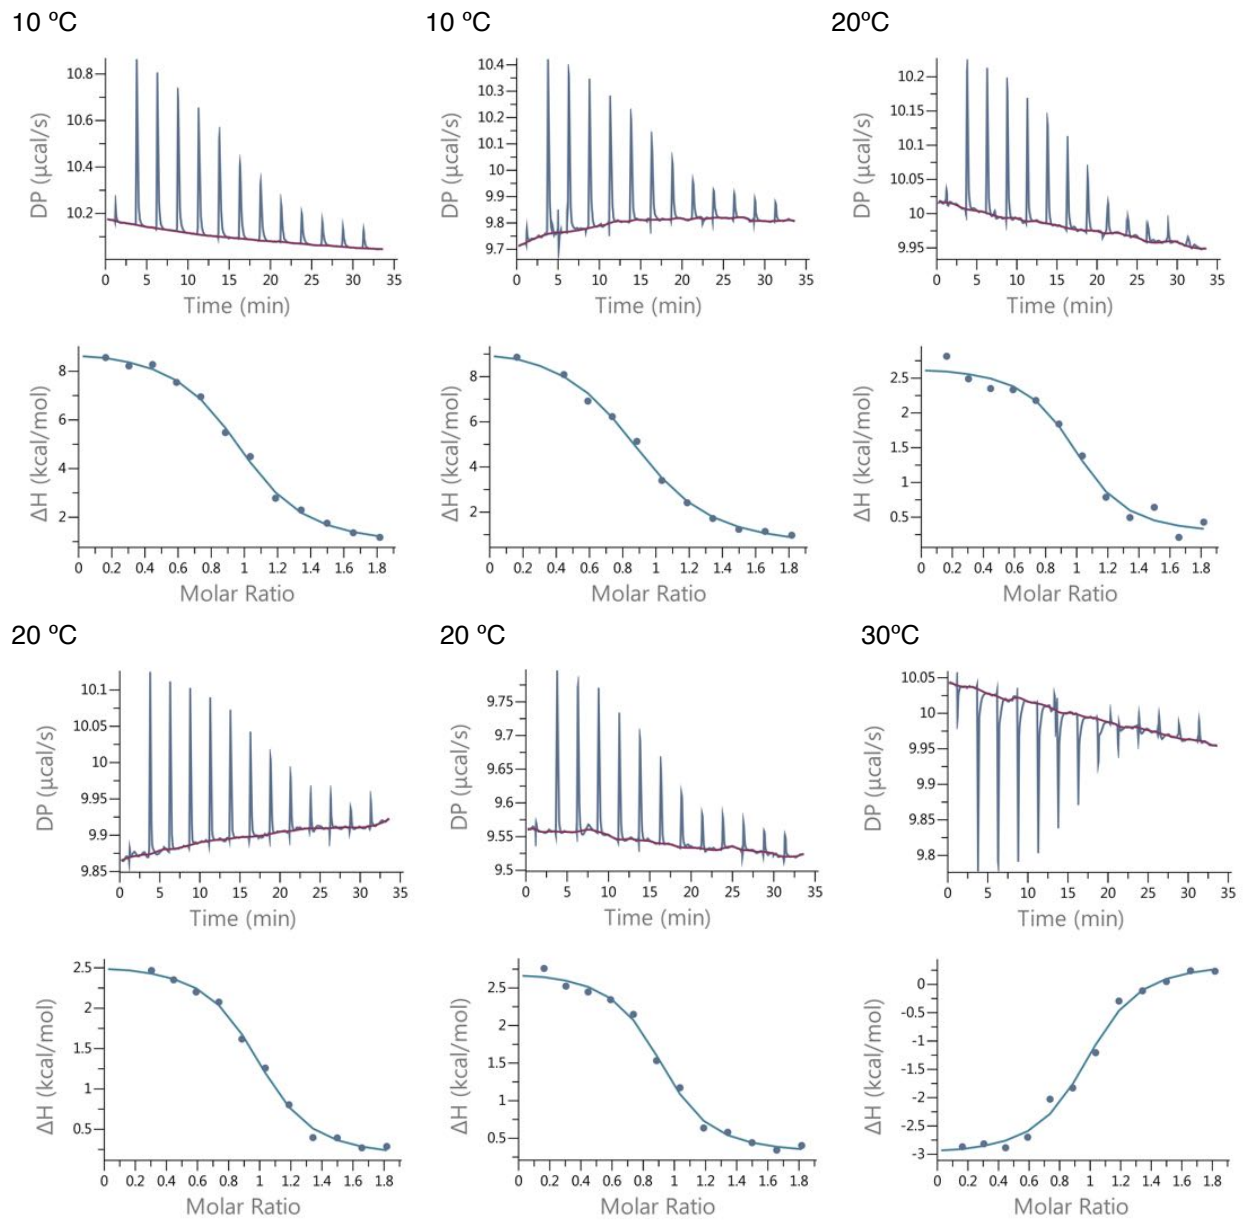 10 ºC
10 ºC
20ºC
DP (μcal/s)
10.8
10.6
10.4
10.2
0 5 10 15 20 25 30 35
Time (min)
DP (μcal/s)
10.4
10.3
10.2
10.1
10
9.9
9.8
9.7
0 5 10 15 20 25 30 35
Time (min)
DP (μcal/s)
10.2
10.15
10.1
10.05
10
9.95
0 5 10 15 20 25 30 35
Time (min)
ΔH (kcal/mol)
8
6
4
2
0 0.2 0.4 0.6 0.8 1 1.2 1.4 1.6 1.8
Molar Ratio
ΔH (kcal/mol)
8
6
4
2
0 0.2 0.4 0.6 0.8 1 1.2 1.4 1.6 1.8
Molar Ratio
ΔH (kcal/mol)
2.5
2
1.5
1
0.5
0 0.2 0.4 0.6 0.8 1 1.2 1.4 1.6 1.8
Molar Ratio
20 ºC
20 ºC
30ºC
DP (μcal/s)
10.1
10.05
10
9.95
9.9
9.85
0 5 10 15 20 25 30 35
Time (min)
DP (μcal/s)
9.75
9.7
9.65
9.6
9.55
9.5
0 5 10 15 20 25 30 35
Time (min)
DP (μcal/s)
10.05
10
9.95
9.9
9.85
9.8
0 5 10 15 20 25 30 35
Time (min)
ΔH (kcal/mol)
2.5
2
1.5
1
0.5
0 0.2 0.4 0.6 0.8 1 1.2 1.4 1.6 1.8
Molar Ratio
ΔH (kcal/mol)
2.5
2
1.5
1
0.5
0 0.2 0.4 0.6 0.8 1 1.2 1.4 1.6 1.8
Molar Ratio
ΔH (kcal/mol)
0
-0.5
-1
-1.5
-2
-2.5
-3
0 0.2 0.4 0.6 0.8 1 1.2 1.4 1.6 1.8
Molar Ratio